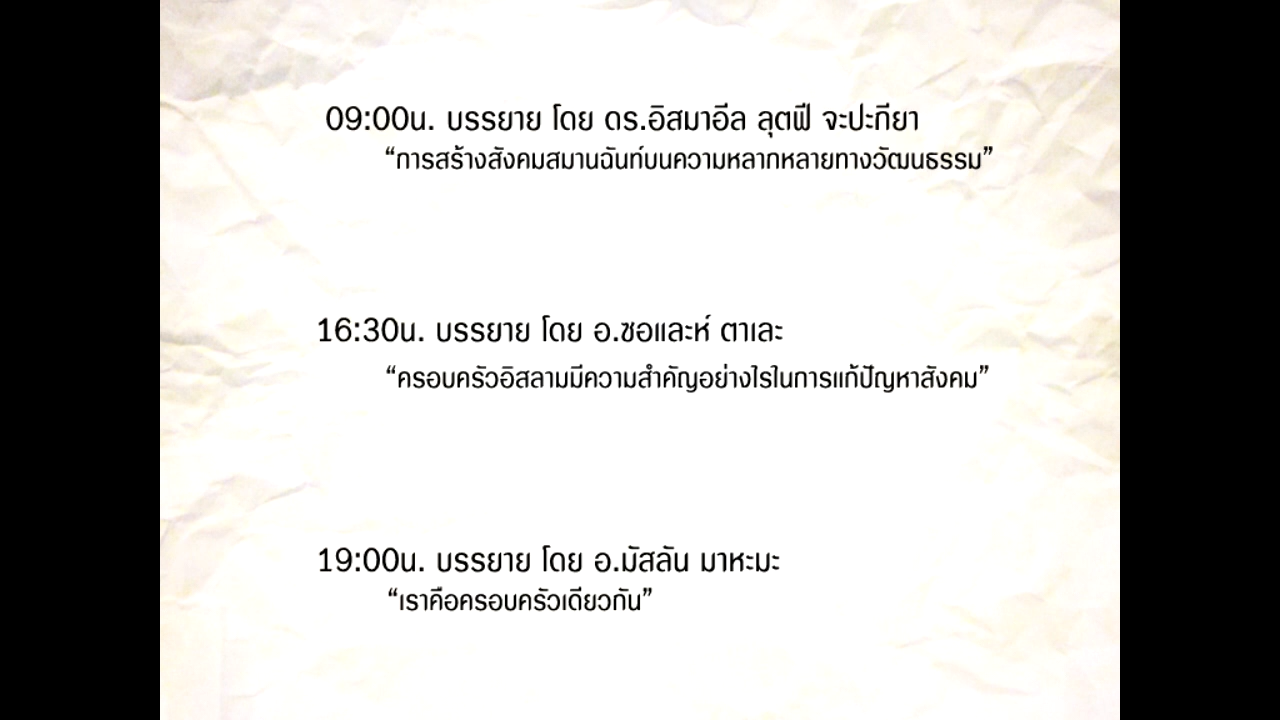 09:00น. บรรยาย โดย ดร.อิสมาอีล ลุตฟี จะปะกียา
“การสร้างสังคมสมานฉันท์บนความหลากหลายทางวัฒนธรรม”
16:30น. บรรยาย โดย อ.ซอและห์ ตาเละ
“ครอบครัวอิสลามมีความสำคัญอย่างไรในการแก้ปัญหาสังคม”
19:00น. บรรยาย โดย อ.มัสลัน มาหะมะ
“เราคือครอบครัวเดียวกัน”